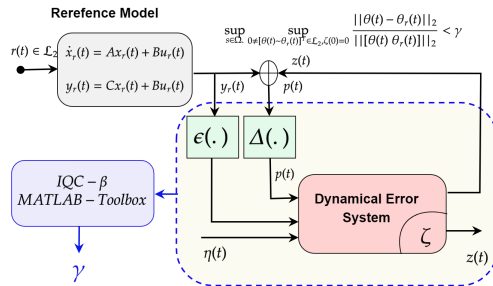 Rerefence Model
r(t) ∈ ℒ₂
ẋᵣ(t) = Axᵣ(t) + Buᵣ(t)
yᵣ(t) = Cxᵣ(t) + Buᵣ(t)
sup sup ||θ(t) − θᵣ(t)||₂ / ||[θ(t) θᵣ(t)]||₂ < γ
s∈Ω. 0≠[θ(t)−θᵣ(t)]ᵀ∈ℒ₂,ζ(0)=0
yᵣ(t)
z(t)
p(t)
ϵ(.)
Δ(.)
p(t)
IQC − β
MATLAB − Toolbox
γ
Dynamical Error
System
ζ
η(t)
z(t)